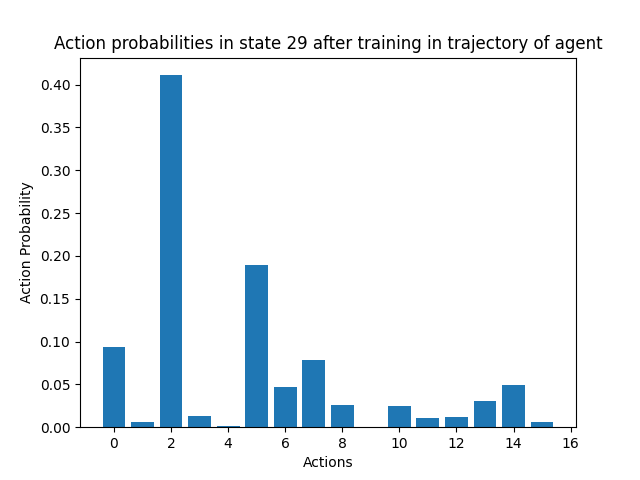 Action probabilities in state 29 after training in trajectory of agent
0.40
0.35
0.30
0.25
0.20
0.15
0.10
0.05
0.00
Action Probability
0 2 4 6 8 10 12 14 16
Actions